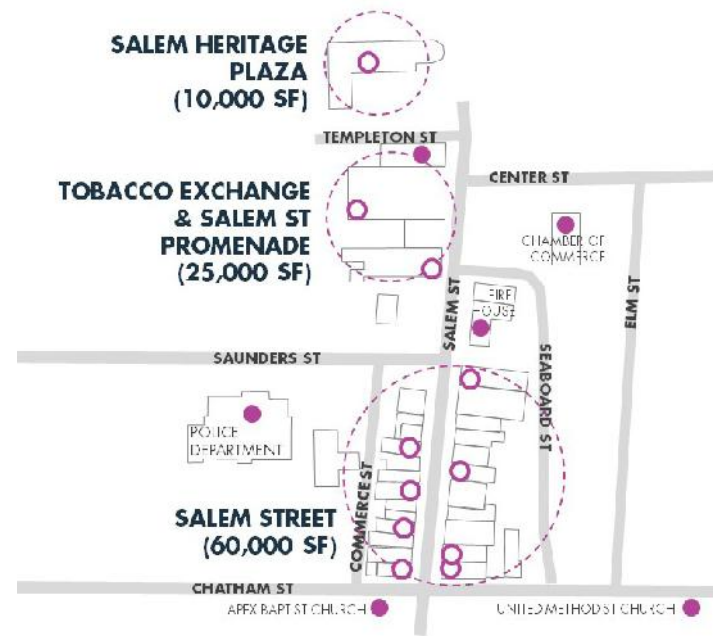 SALEM HERITAGE
PLAZA
(10,000 SF)
TEMPLETON ST
CENTER ST
TOBACCO EXCHANGE
& SALEM ST
PROMENADE
(25,000 SF)
CHAMBER OF
COMMERCE
FIRE
HOUSE
SALEM ST
ELM ST
SEABOARD ST
SAUNDERS ST
POLICE
DEPARTMENT
COMMERCE ST
SALEM STREET
(60,000 SF)
CHATHAM ST
APEX BAPTIST CHURCH
UNITED METHODIST CHURCH